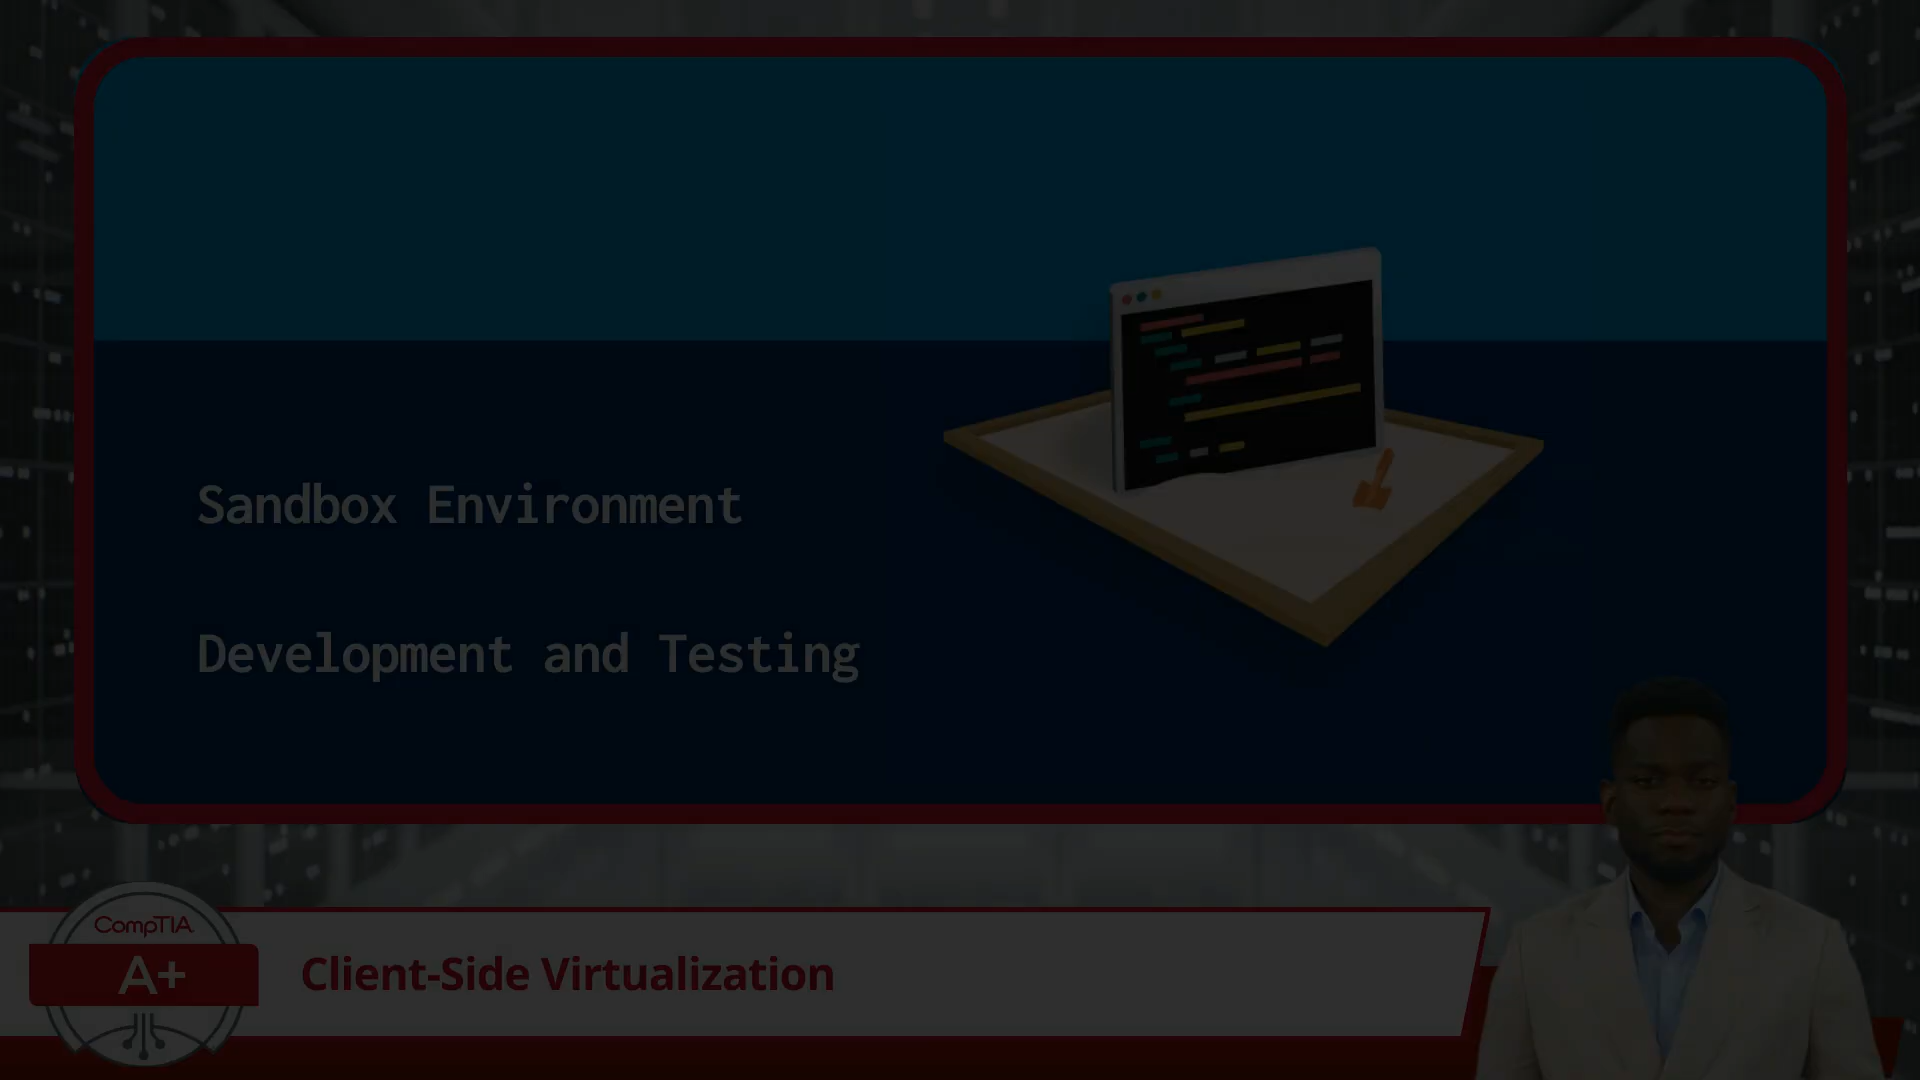 Sandbox Environment
Development and Testing
CompTIA
A+
Client-Side Virtualization